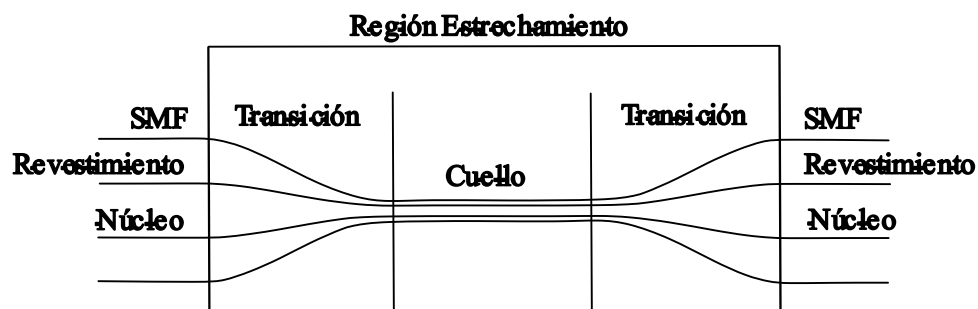 Región Estrechamiento
Transición
Transición
SMF
SMF
Cuello
Revestimiento
Revestimiento
Núcleo
Núcleo